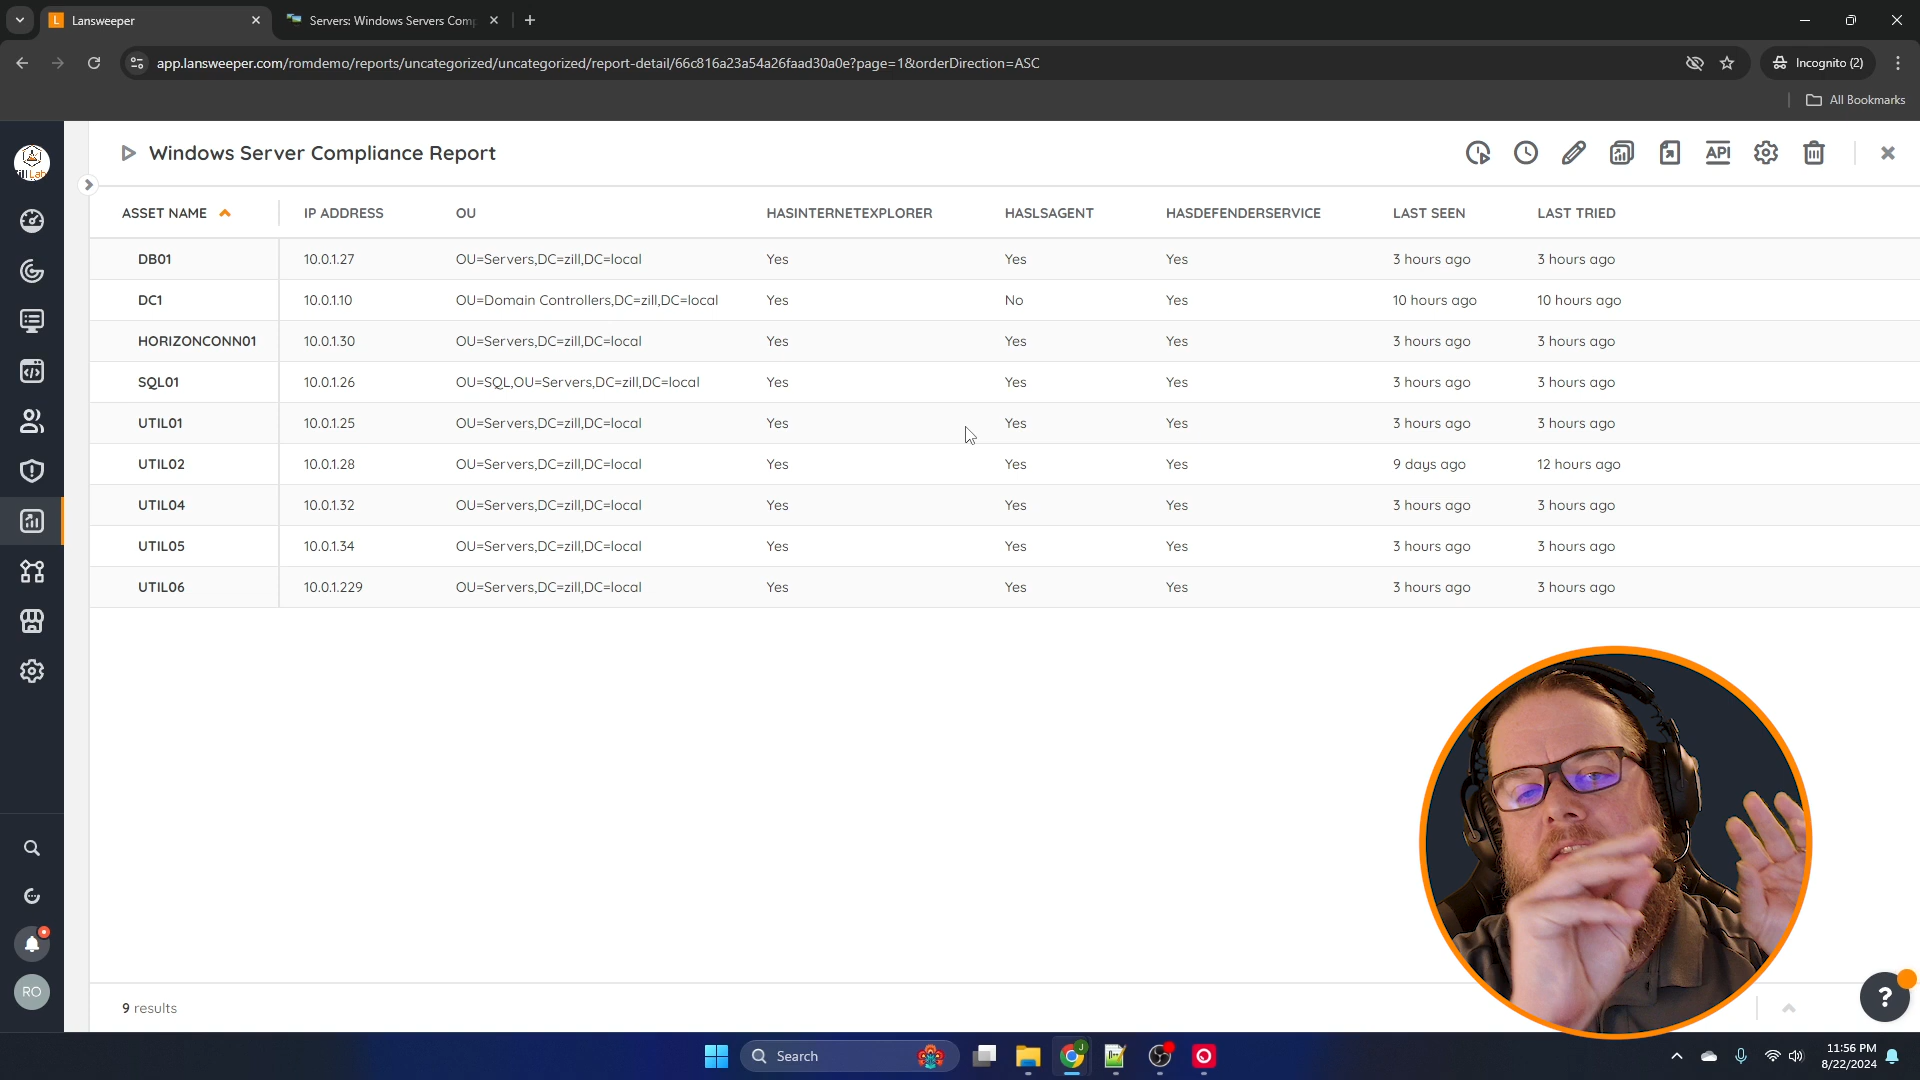 Lansweeper
Servers: Windows Servers Com
app.lansweeper.com/romdemo/reports/uncategorized/uncategorized/report-detail/66c816a23a54a26faad30a0e?page=1&orderDirection=ASC
Incognito (2)
All Bookmarks
Windows Server Compliance Report
API
ASSET NAME IP ADDRESS OU HASINTERNETEXPLORER HASLSAGENT HASDEFENDERSERVICE LAST SEEN LAST TRIED
DB01 10.0.1.27 OU=Servers,DC=zill,DC=local Yes Yes Yes 3 hours ago 3 hours ago
DC1 10.0.1.10 OU=Domain Controllers,DC=zill,DC=local Yes No Yes 10 hours ago 10 hours ago
HORIZONCONN01 10.0.1.30 OU=Servers,DC=zill,DC=local Yes Yes Yes 3 hours ago 3 hours ago
SQL01 10.0.1.26 OU=SQL,OU=Servers,DC=zill,DC=local Yes Yes Yes 3 hours ago 3 hours ago
UTIL01 10.0.1.25 OU=Servers,DC=zill,DC=local Yes Yes Yes 3 hours ago 3 hours ago
UTIL02 10.0.1.28 OU=Servers,DC=zill,DC=local Yes Yes Yes 9 days ago 12 hours ago
UTIL04 10.0.1.32 OU=Servers,DC=zill,DC=local Yes Yes Yes 3 hours ago 3 hours ago
UTIL05 10.0.1.34 OU=Servers,DC=zill,DC=local Yes Yes Yes 3 hours ago 3 hours ago
UTIL06 10.0.1.229 OU=Servers,DC=zill,DC=local Yes Yes Yes 3 hours ago 3 hours ago
RO
9 results
?
Search
11:56 PM
8/22/2024